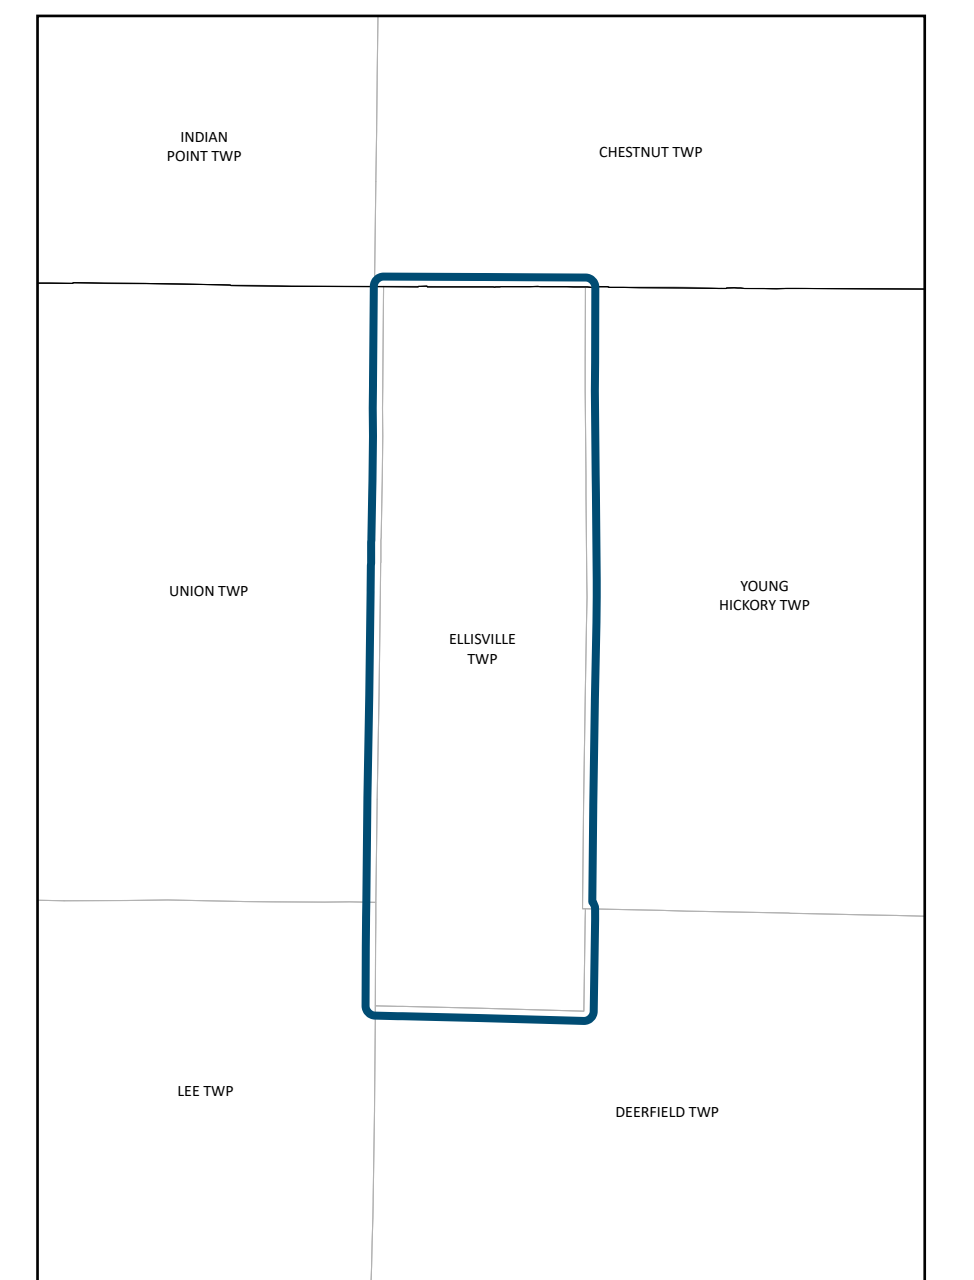 INDIAN
POINT TWP
CHESTNUT TWP
UNION TWP
YOUNG
HICKORY TWP
ELLISVILLE
TWP
LEE TWP
DEERFIELD TWP